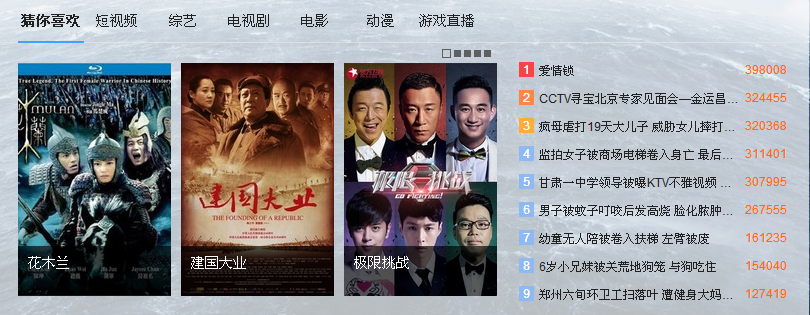 猜你喜欢 短视频 综艺 电视剧 电影 动漫 游戏直播
Blu-ray
True Legend. The First Female Warrior In Chinese History
MULAN
花木兰
建国大业
THE FOUNDING OF A REPUBLIC
建国大业
极限挑战
GO FIGHTING!
极限挑战
1 爱情锁 398008
2 CCTV寻宝北京专家见面会—金运昌... 324455
3 疯母虐打19天大儿子 威胁女儿摔打... 320368
4 监拍女子被商场电梯卷入身亡 最后... 311401
5 甘肃一中学领导被曝KTV不雅视频 ... 307995
6 男子被蚊子叮咬后发高烧 脸化脓肿... 267555
7 幼童无人陪被卷入扶梯 左臂被废 161235
8 6岁小兄妹被关荒地狗笼 与狗吃住 154040
9 郑州六旬环卫工扫落叶 遭健身大妈... 127419